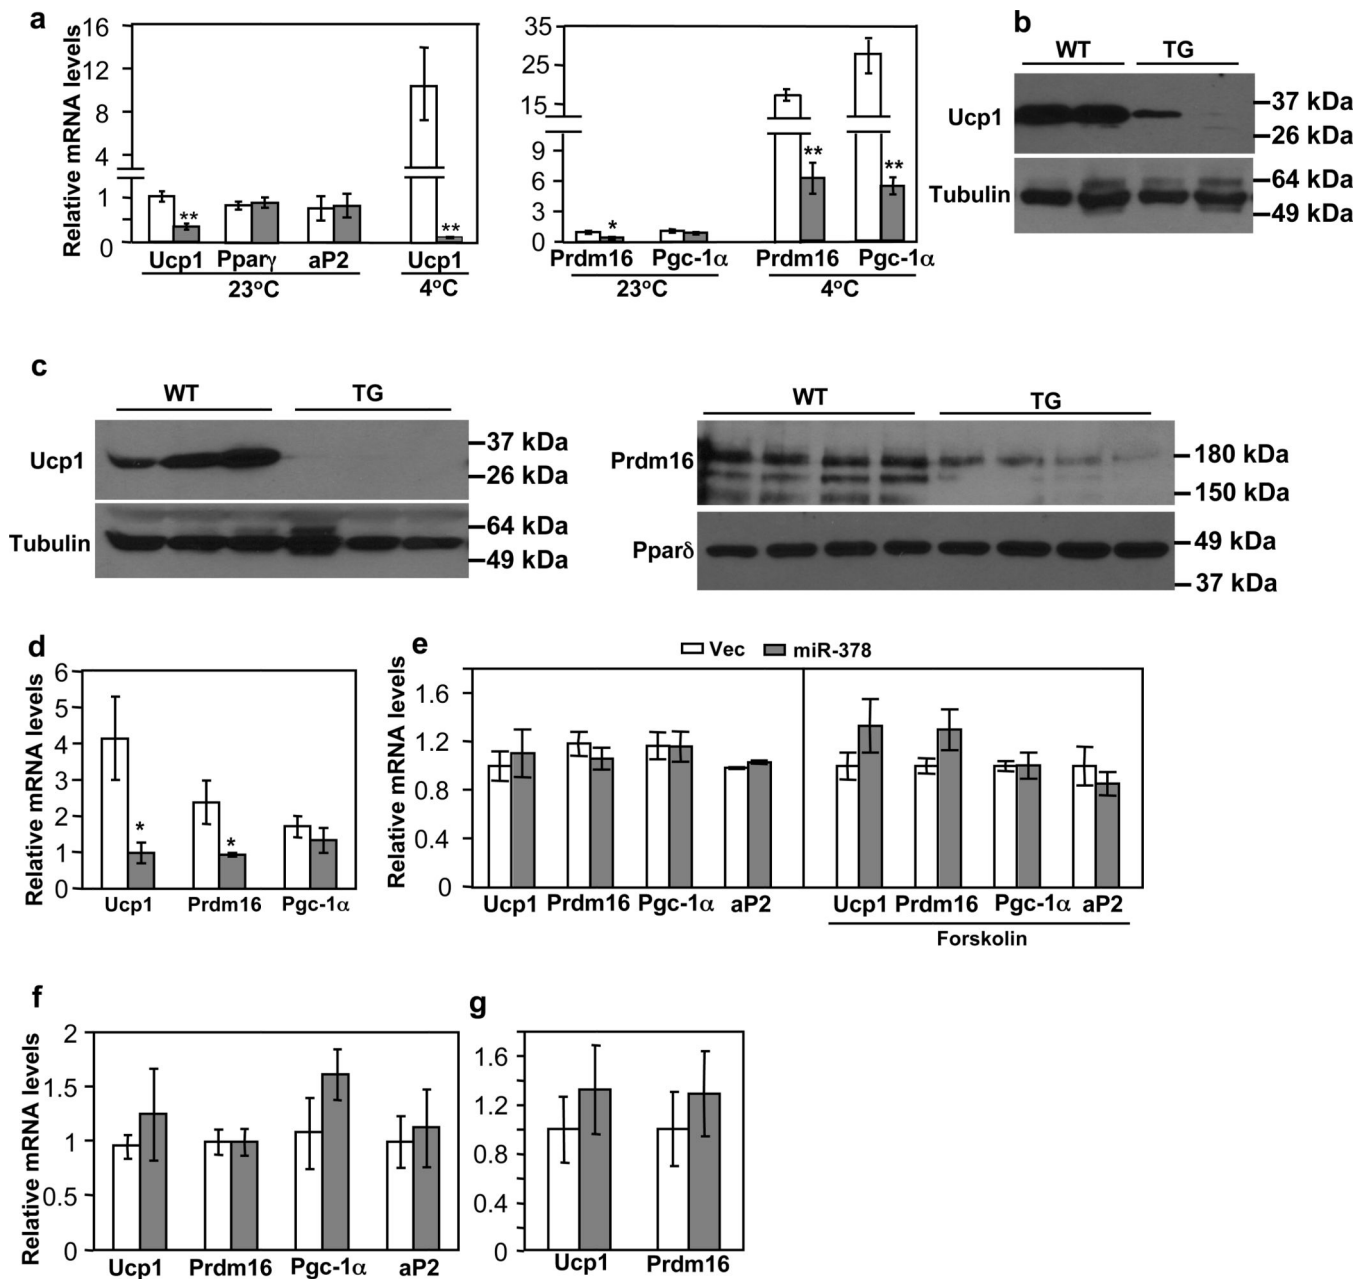 a
Relative mRNA levels
16
12
8
4
1
0
** **
Ucp1 Pparγ aP2 Ucp1
23°C 4°C
35
25
15
9
6
3
0
* ** **
Prdm16 Pgc-1α Prdm16 Pgc-1α
23°C 4°C
b
WT TG
Ucp1
37 kDa
26 kDa
Tubulin
64 kDa
49 kDa
c
WT TG
Ucp1
37 kDa
26 kDa
Tubulin
64 kDa
49 kDa
WT TG
Prdm16
180 kDa
150 kDa
Pparδ
49 kDa
37 kDa
d
Relative mRNA levels
6
5
4
3
2
1
0
* *
Ucp1 Prdm16 Pgc-1α
e
Vec miR-378
Relative mRNA levels
1.6
1.2
0.8
0.4
0
Ucp1 Prdm16 Pgc-1α aP2 Ucp1 Prdm16 Pgc-1α aP2
Forskolin
f
Relative mRNA levels
2
1.5
1
0.5
0
Ucp1 Prdm16 Pgc-1α aP2
g
1.6
1.2
0.8
0.4
0
Ucp1 Prdm16